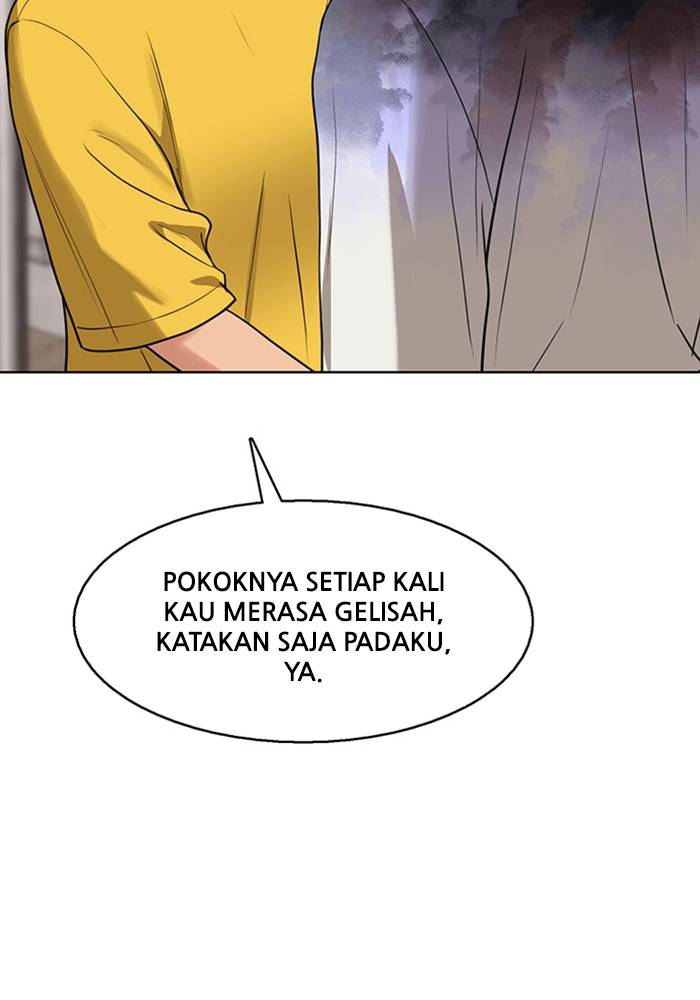 POKOKNYA SETIAP KALI
KAU MERASA GELISAH,
KATAKAN SAJA PADAKU,
YA.